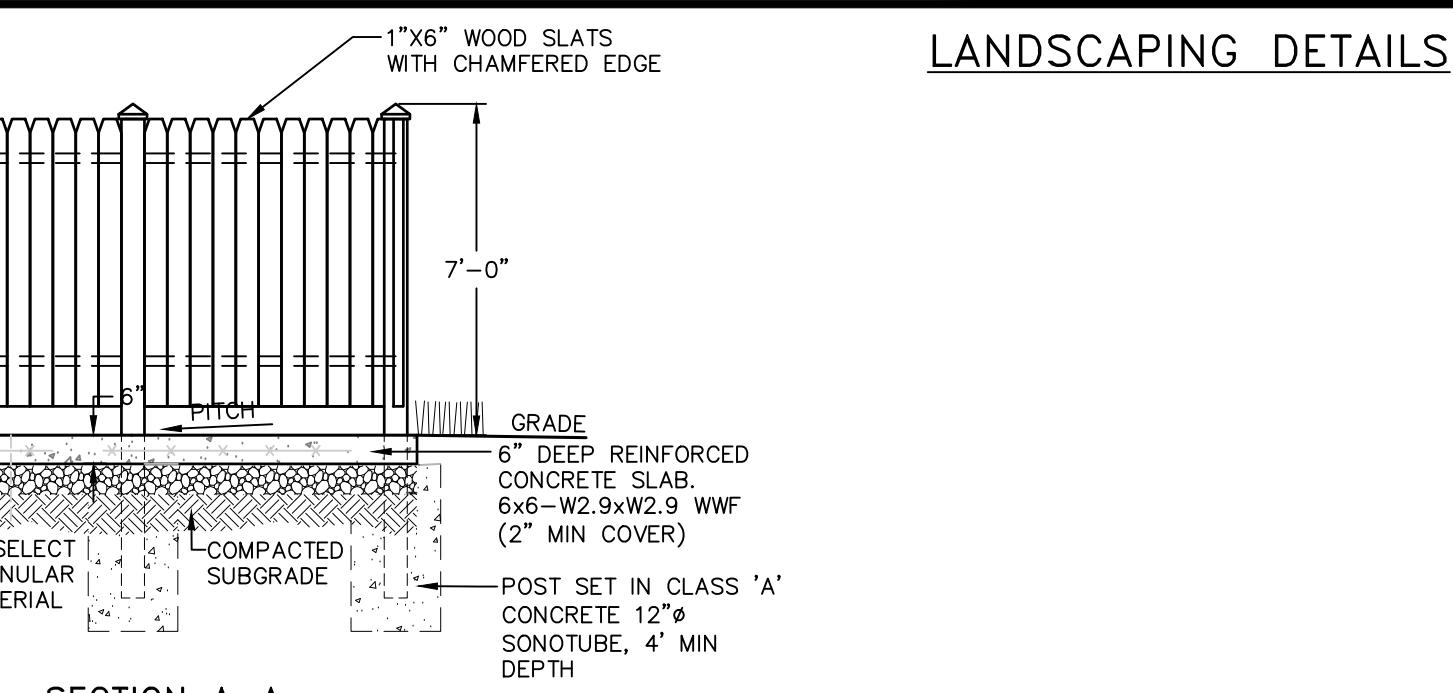 1"X6" WOOD SLATS
WITH CHAMFERED EDGE
LANDSCAPING DETAILS
7'-0"
6"
PITCH
GRADE
6" DEEP REINFORCED
CONCRETE SLAB.
6x6-W2.9xW2.9 WWF
(2" MIN COVER)
SELECT
COMPACTED
SUBGRADE
POST SET IN CLASS 'A'
CONCRETE 12"ø
SONOTUBE, 4' MIN
DEPTH
SECTION A-A